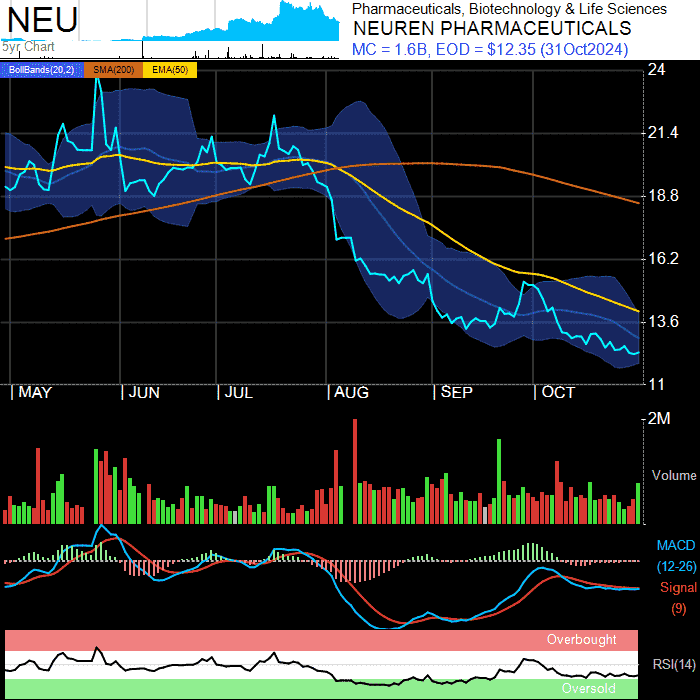 NEU
5yr Chart
Pharmaceuticals, Biotechnology & Life Sciences
NEUREN PHARMACEUTICALS
MC = 1.6B, EOD = $12.35 (31Oct2024)
BollBands(20,2) SMA(200) EMA(50)
24
21.4
18.8
16.2
13.6
11
MAY JUN JUL AUG SEP OCT
2M
Volume
MACD
(12-26)
Signal
(9)
Overbought
RSI(14)
Oversold